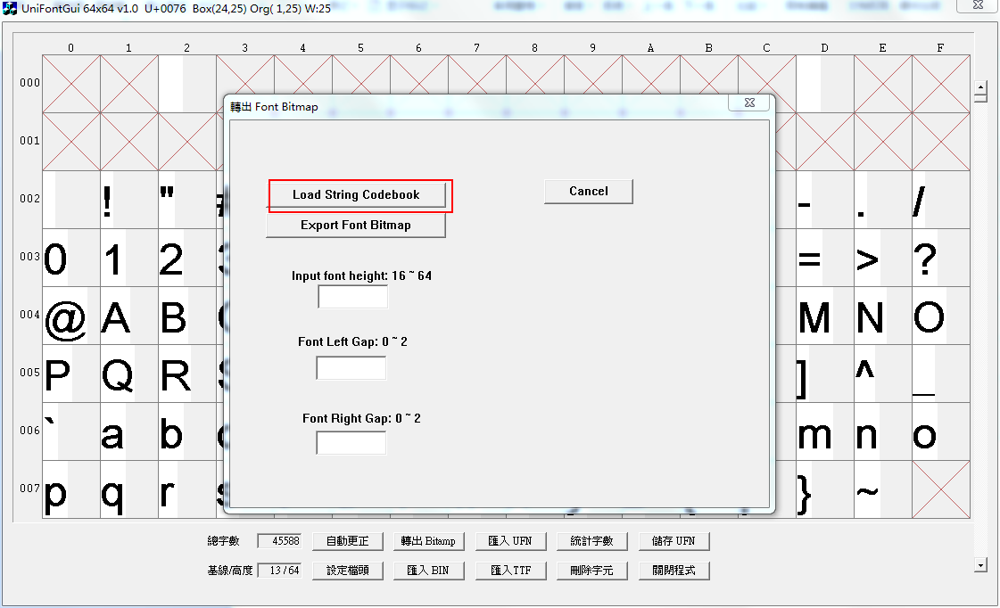 UniFontGui 64x64 v1.0 U+0076 Box(24,25) Org( 1,25) W:25
0 1 2 3 4 5 6 7 8 9 A B C D E F
000
轉出 Font Bitmap
001
Load String Codebook
Cancel
002 ! " # - . /
Export Font Bitmap
003 0 1 2 3 = > ?
Input font height: 16 ~ 64
004 @ A B C M N O
Font Left Gap: 0 ~ 2
005 P Q R S ] ^ _
Font Right Gap: 0 ~ 2
006 ` a b c m n o
007 p q r s } ~
總字數 45588 自動更正 轉出 Bitamp 匯入 UFN 統計字數 儲存 UFN
基線/高度 13 / 64 設定檔頭 匯入 BIN 匯入TTF 刪除字元 關閉程式